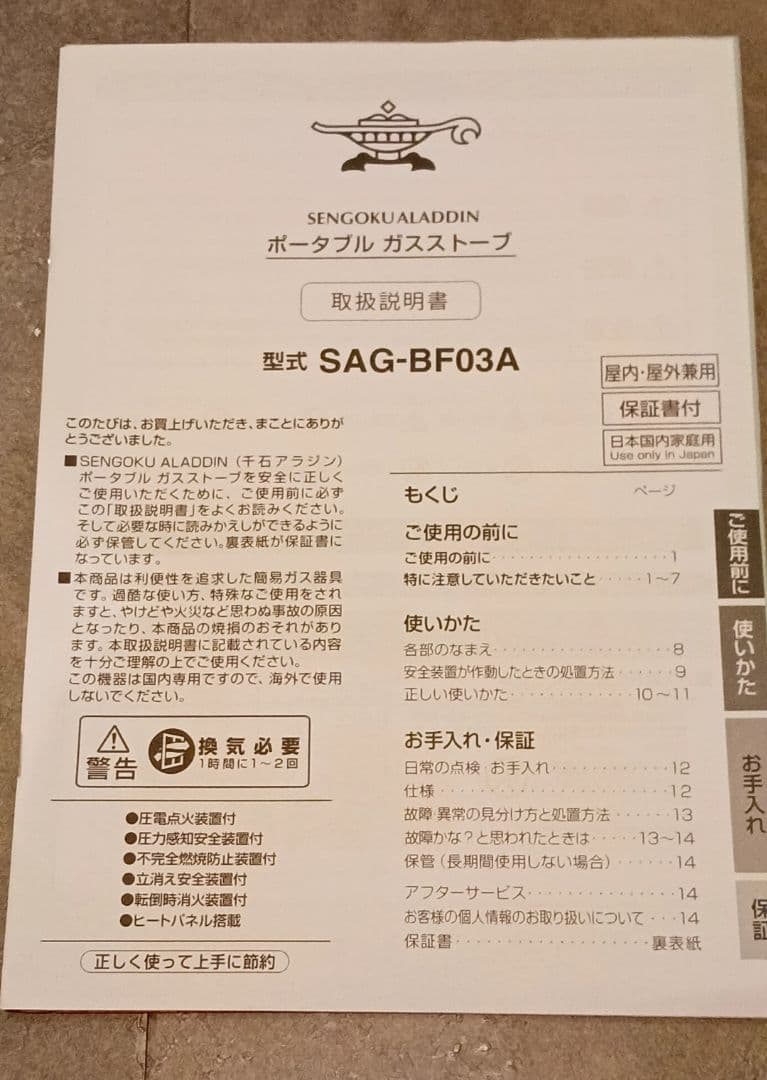 SENGOKU ALADDIN
ポータブル ガスストーブ
取扱説明書
型式 SAG-BF03A
屋内・屋外兼用
保証書付
日本国内家庭用
Use only in Japan
このたびは、お買上げいただき、まことにありが
とうございました。
■SENGOKU ALADDIN（千石アラジン）
ポータブル ガスストーブを安全に正しく
ご使用いただくために、ご使用前に必ず
この「取扱説明書」をよくお読みください。
そして必要な時に読みかえしができるように
必ず保管してください。裏表紙が保証書に
なっています。
■本商品は利便性を追求した簡易ガス器具
です。過酷な使い方、特殊なご使用をされ
ますと、やけどや火災など思わぬ事故の原因
となったり、本商品の焼損のおそれがあり
ます。本取扱説明書に記載されている内容
を十分ご理解の上でご使用ください。
この機器は国内専用ですので、海外で使用
しないでください。
警告
換気必要
1時間に1～2回
●圧電点火装置付
●圧力感知安全装置付
●不完全燃焼防止装置付
●立消え安全装置付
●転倒時消火装置付
●ヒートパネル搭載
正しく使って上手に節約
もくじ ページ
ご使用の前に
ご使用の前に・・・・・・・・・・・・・・・・・・・1
特に注意していただきたいこと・・・・・1～7
使いかた
各部のなまえ・・・・・・・・・・・・・・・・・・・8
安全装置が作動したときの処置方法・・・・・・9
正しい使いかた・・・・・・・・・・・・・10～11
お手入れ・保証
日常の点検・お手入れ・・・・・・・・・・・・12
仕様・・・・・・・・・・・・・・・・・・・・・・・12
故障・異常の見分け方と処置方法・・・・・・13
故障かな？と思われたときは・・・・・13～14
保管（長期間使用しない場合）・・・・・・14
アフターサービス・・・・・・・・・・・・・・・14
お客様の個人情報のお取り扱いについて・・・14
保証書・・・・・・・・・・・・・・・・・・・裏表紙
ご使用前に
使いかた
お手入れ
保証